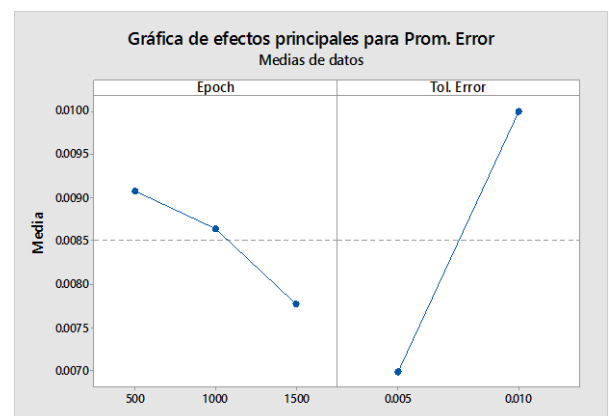 Gráfica de efectos principales para Prom. Error
Medias de datos
Epoch Tol. Error
0.0100
0.0095
0.0090
0.0085
0.0080
0.0075
0.0070
Media
500 1000 1500 0.005 0.010